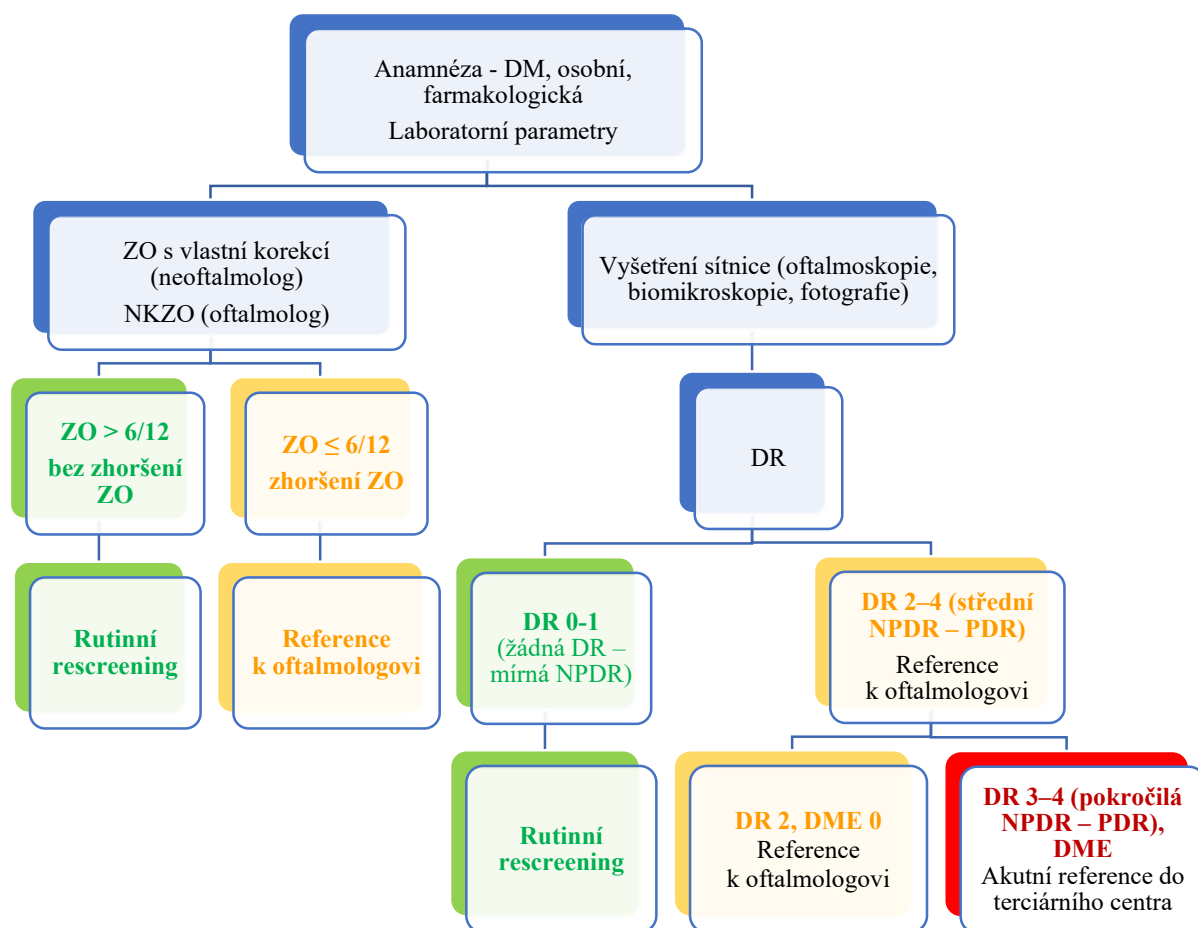 Anamnéza - DM, osobní,
farmakologická
Laboratorní parametry
ZO s vlastní korekcí
(neoftalmolog)
NKZO (oftalmolog)
Vyšetření sítnice (oftalmoskopie,
biomikroskopie, fotografie)
ZO > 6/12
bez zhoršení
ZO
ZO ≤ 6/12
zhoršení ZO
DR
Rutinní
rescreening
Reference
k oftalmologovi
DR 0-1
(žádná DR –
mírná NPDR)
DR 2–4 (střední
NPDR – PDR)
Reference
k oftalmologovi
Rutinní
rescreening
DR 2, DME 0
Reference
k oftalmologovi
DR 3–4 (pokročilá
NPDR – PDR),
DME
Akutní reference do
terciárního centra